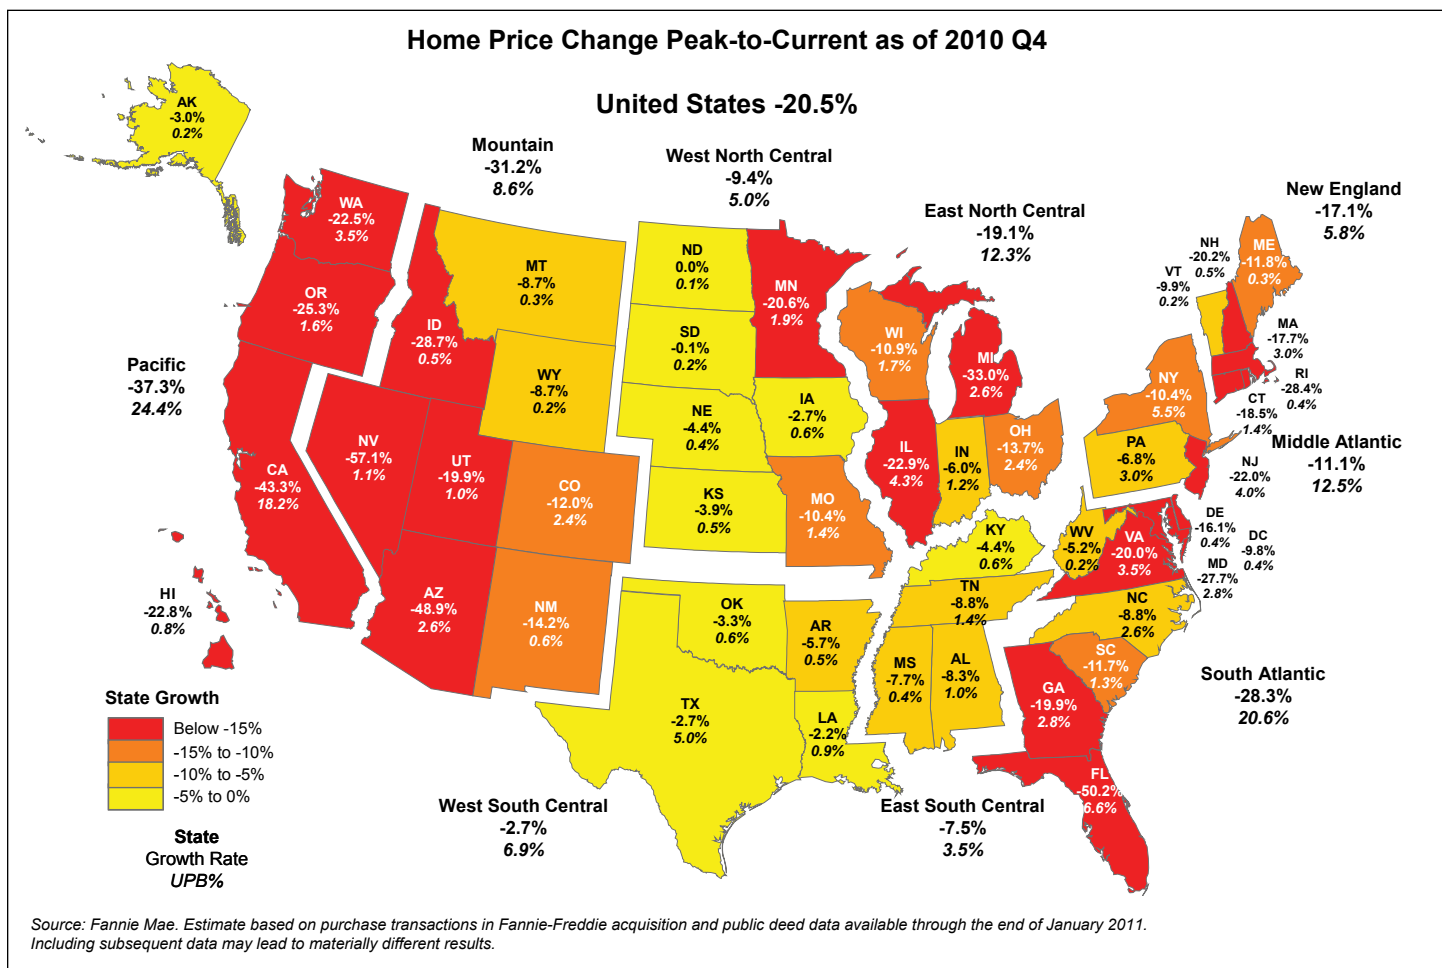 Home Price Change Peak-to-Current as of 2010 Q4
United States -20.5%
AK
-3.0%
0.2%
Mountain
-31.2%
8.6%
West North Central
-9.4%
5.0%
East North Central
-19.1%
12.3%
New England
-17.1%
5.8%
WA
-22.5%
3.5%
OR
-25.3%
1.6%
ID
-28.7%
0.5%
MT
-8.7%
0.3%
WY
-8.7%
0.2%
ND
0.0%
0.1%
SD
-0.1%
0.2%
NE
-4.4%
0.4%
KS
-3.9%
0.5%
MN
-20.6%
1.9%
IA
-2.7%
0.6%
MO
-10.4%
1.4%
WI
-10.9%
1.7%
MI
-33.0%
2.6%
IL
-22.9%
4.3%
IN
-6.0%
1.2%
OH
-13.7%
2.4%
NH
-20.2%
0.5%
VT
-9.9%
0.2%
ME
-11.8%
0.3%
MA
-17.7%
3.0%
RI
-28.4%
0.4%
CT
-18.5%
1.4%
NY
-10.4%
5.5%
PA
-6.8%
3.0%
Middle Atlantic
-11.1%
12.5%
NJ
-22.0%
4.0%
DE
-16.1%
0.4%
DC
-9.8%
0.4%
MD
-27.7%
2.8%
Pacific
-37.3%
24.4%
CA
-43.3%
18.2%
NV
-57.1%
1.1%
UT
-19.9%
1.0%
CO
-12.0%
2.4%
AZ
-48.9%
2.6%
NM
-14.2%
0.6%
HI
-22.8%
0.8%
OK
-3.3%
0.6%
TX
-2.7%
5.0%
AR
-5.7%
0.5%
LA
-2.2%
0.9%
KY
-4.4%
0.6%
TN
-8.8%
1.4%
MS
-7.7%
0.4%
AL
-8.3%
1.0%
WV
-5.2%
0.2%
VA
-20.0%
3.5%
NC
-8.8%
2.6%
SC
-11.7%
1.3%
GA
-19.9%
2.8%
FL
-50.2%
6.6%
South Atlantic
-28.3%
20.6%
West South Central
-2.7%
6.9%
East South Central
-7.5%
3.5%
State Growth
Below -15%
-15% to -10%
-10% to -5%
-5% to 0%
State
Growth Rate
UPB%
Source: Fannie Mae. Estimate based on purchase transactions in Fannie-Freddie acquisition and public deed data available through the end of January 2011.
Including subsequent data may lead to materially different results.